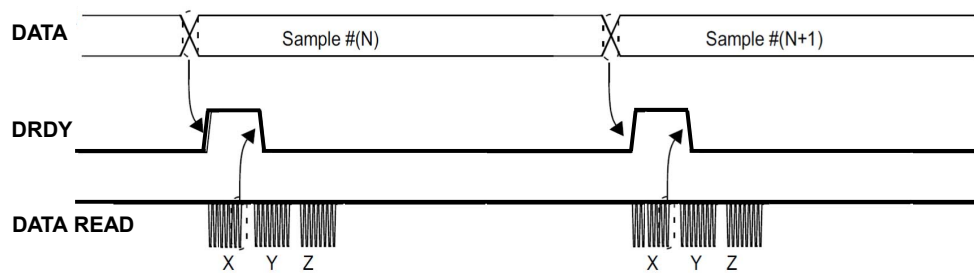 DATA
Sample #(N)
Sample #(N+1)
DRDY
DATA READ
X Y Z
X Y Z